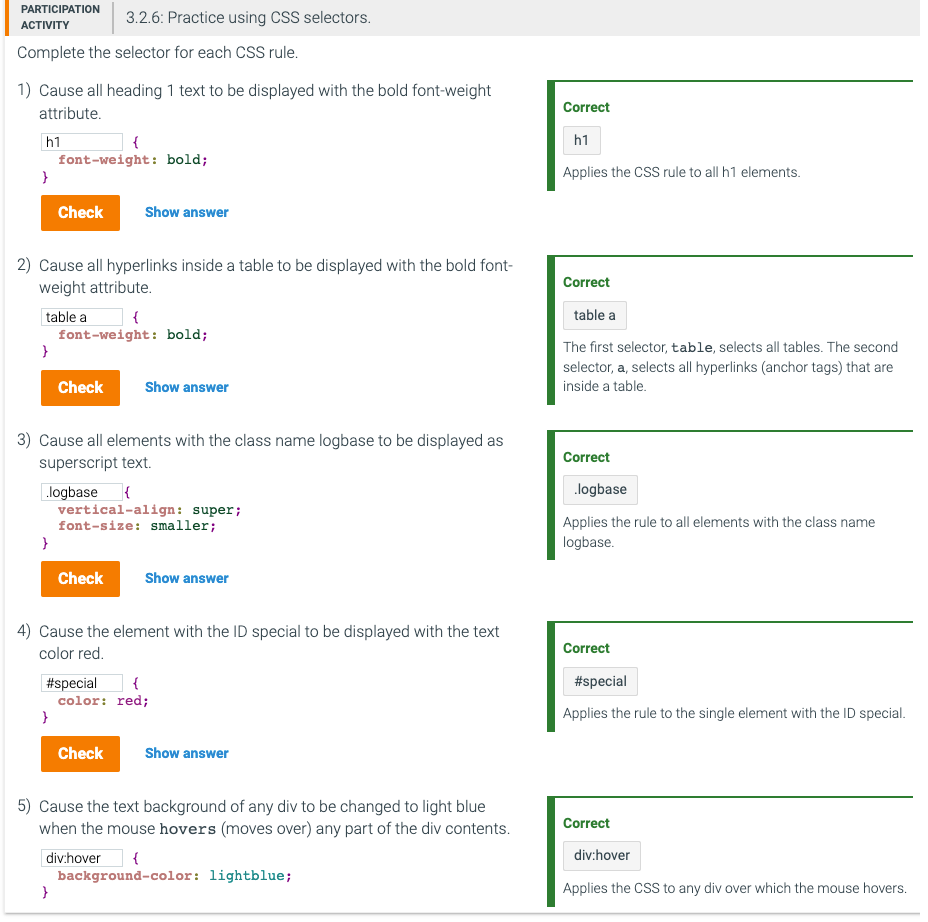 PARTICIPATION
ACTIVITY
3.2.6: Practice using CSS selectors.
Complete the selector for each CSS rule.
1) Cause all heading 1 text to be displayed with the bold font-weight
attribute.
h1 {
font-weight: bold;
}
Check Show answer
Correct
h1
Applies the CSS rule to all h1 elements.
2) Cause all hyperlinks inside a table to be displayed with the bold font-
weight attribute.
table a {
font-weight: bold;
}
Check Show answer
Correct
table a
The first selector, table, selects all tables. The second
selector, a, selects all hyperlinks (anchor tags) that are
inside a table.
3) Cause all elements with the class name logbase to be displayed as
superscript text.
.logbase {
vertical-align: super;
font-size: smaller;
}
Check Show answer
Correct
.logbase
Applies the rule to all elements with the class name
logbase.
4) Cause the element with the ID special to be displayed with the text
color red.
#special {
color: red;
}
Check Show answer
Correct
#special
Applies the rule to the single element with the ID special.
5) Cause the text background of any div to be changed to light blue
when the mouse hovers (moves over) any part of the div contents.
div:hover {
background-color: lightblue;
}
Correct
div:hover
Applies the CSS to any div over which the mouse hovers.